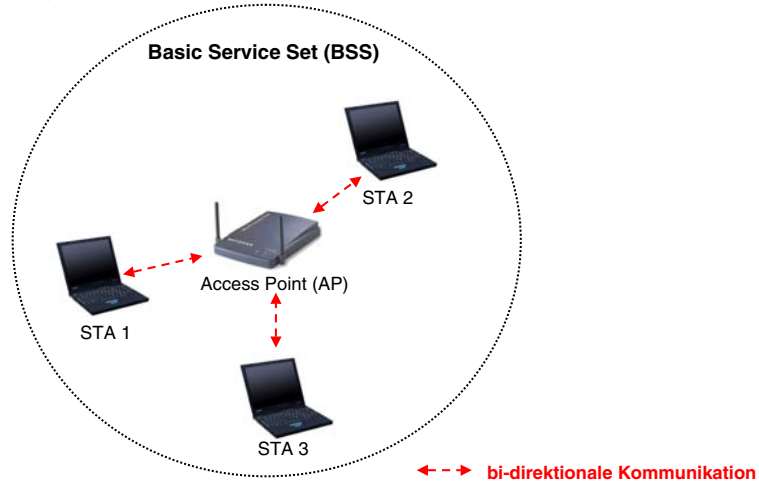 Basic Service Set (BSS)
STA 2
Access Point (AP)
STA 1
STA 3
bi-direktionale Kommunikation